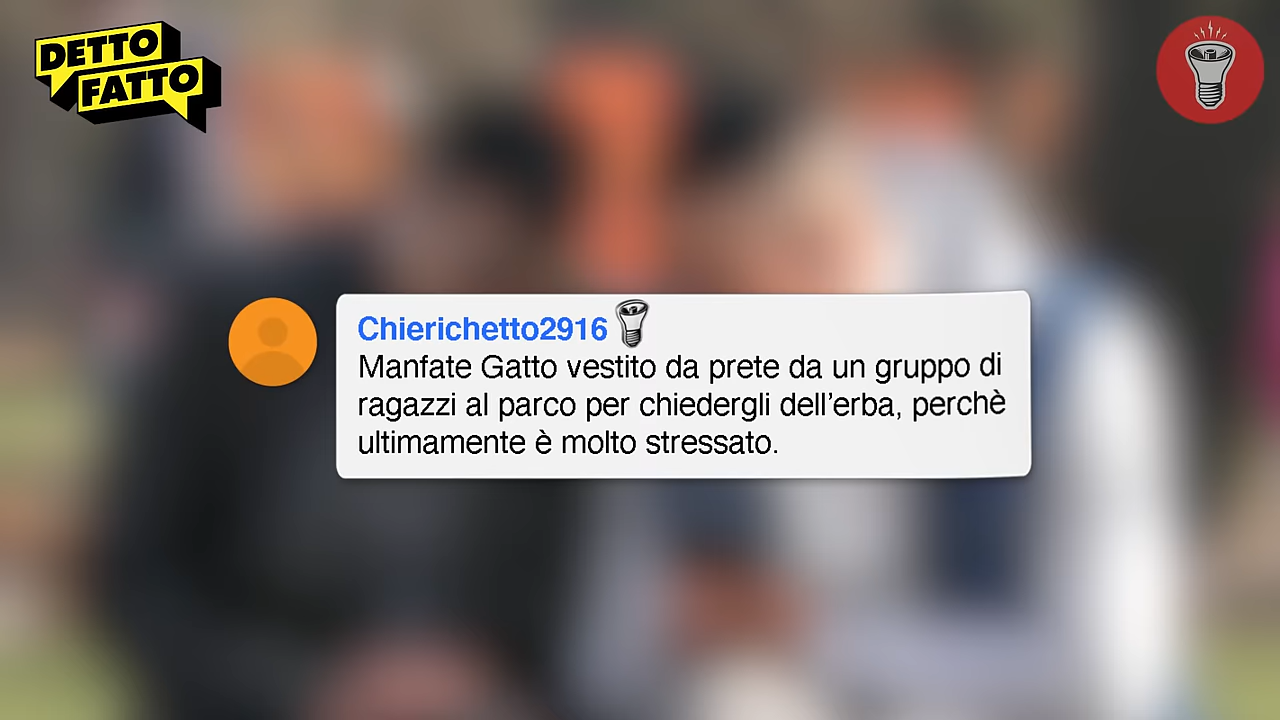 DETTO
FATTO
Chierichetto2916
Manfate Gatto vestito da prete da un gruppo di
ragazzi al parco per chiedergli dell’erba, perchè
ultimamente è molto stressato.